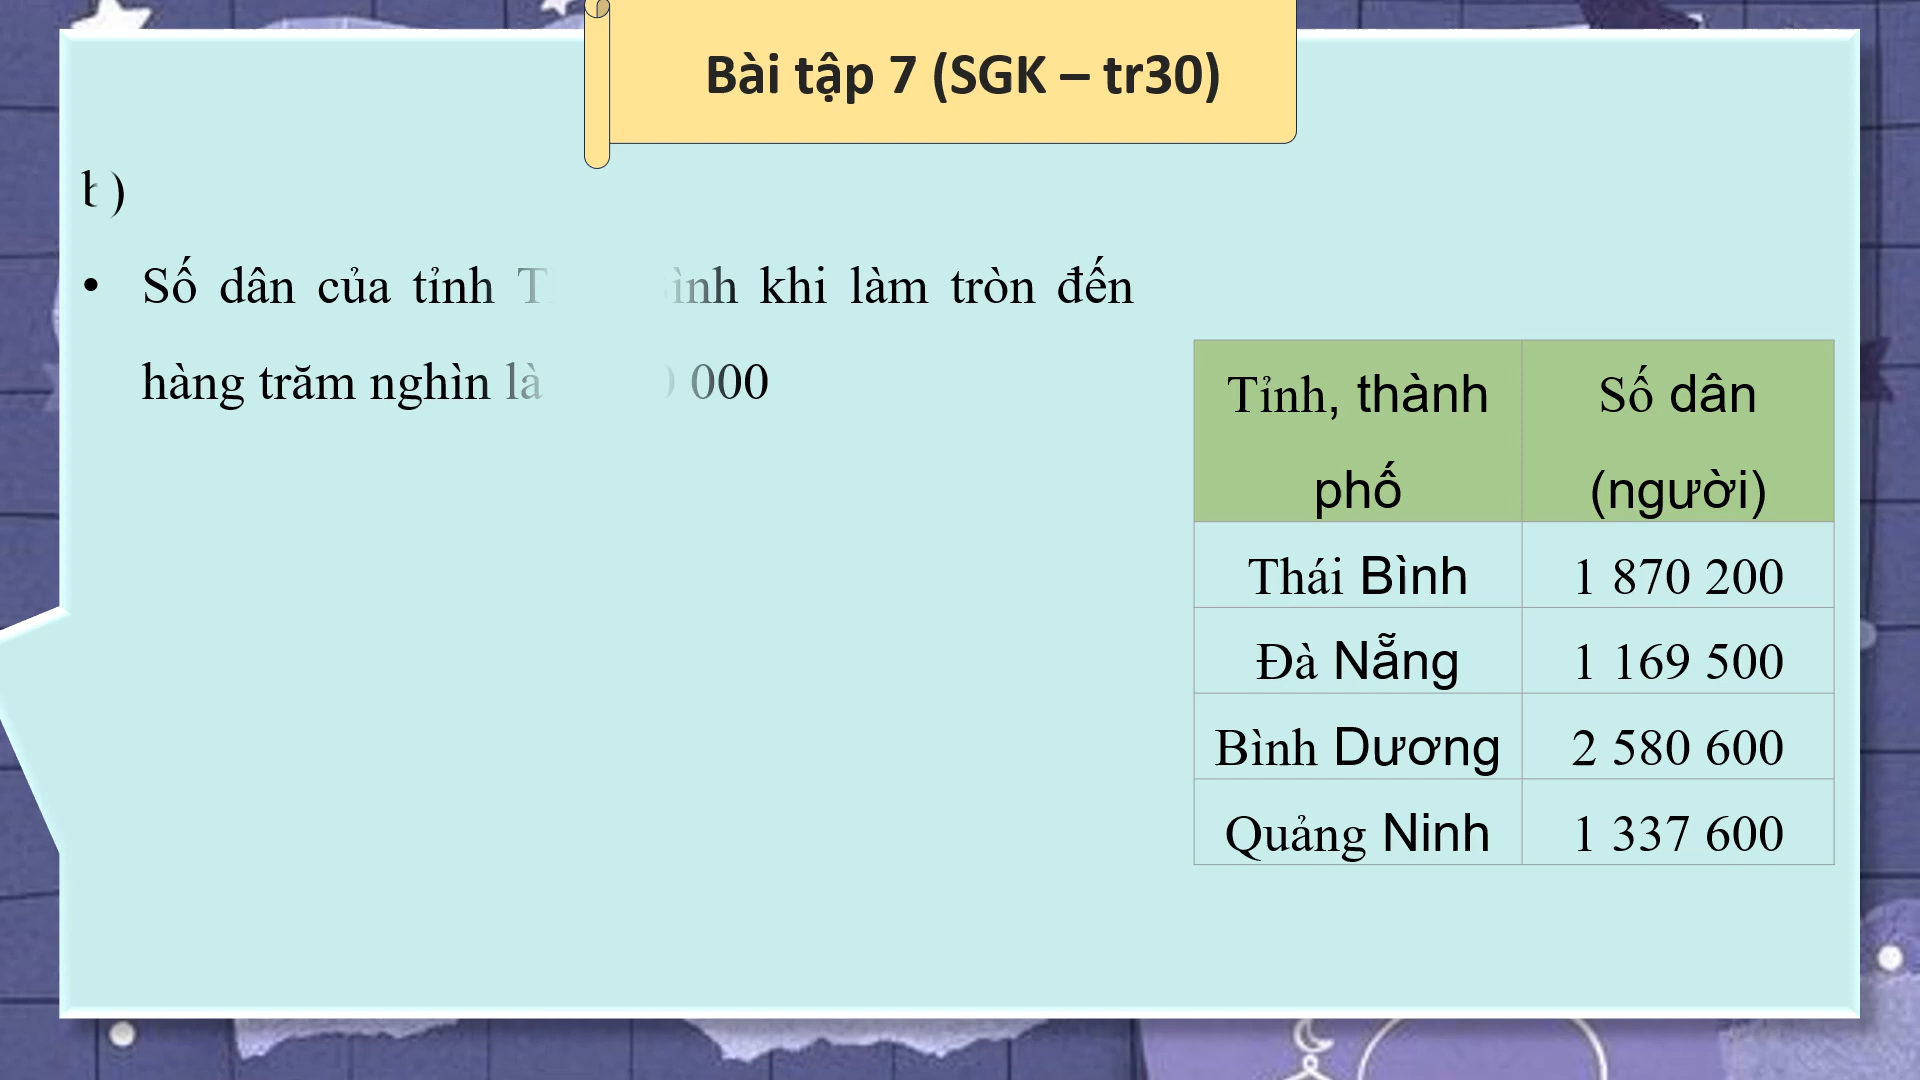 Bài tập 7 (SGK – tr30)
b)
• Số dân của tỉnh khi làm tròn đến
hàng trăm nghìn là 000
Tỉnh, thành phố
Số dân (người)
Thái Bình 1 870 200
Đà Nẵng 1 169 500
Bình Dương 2 580 600
Quảng Ninh 1 337 600